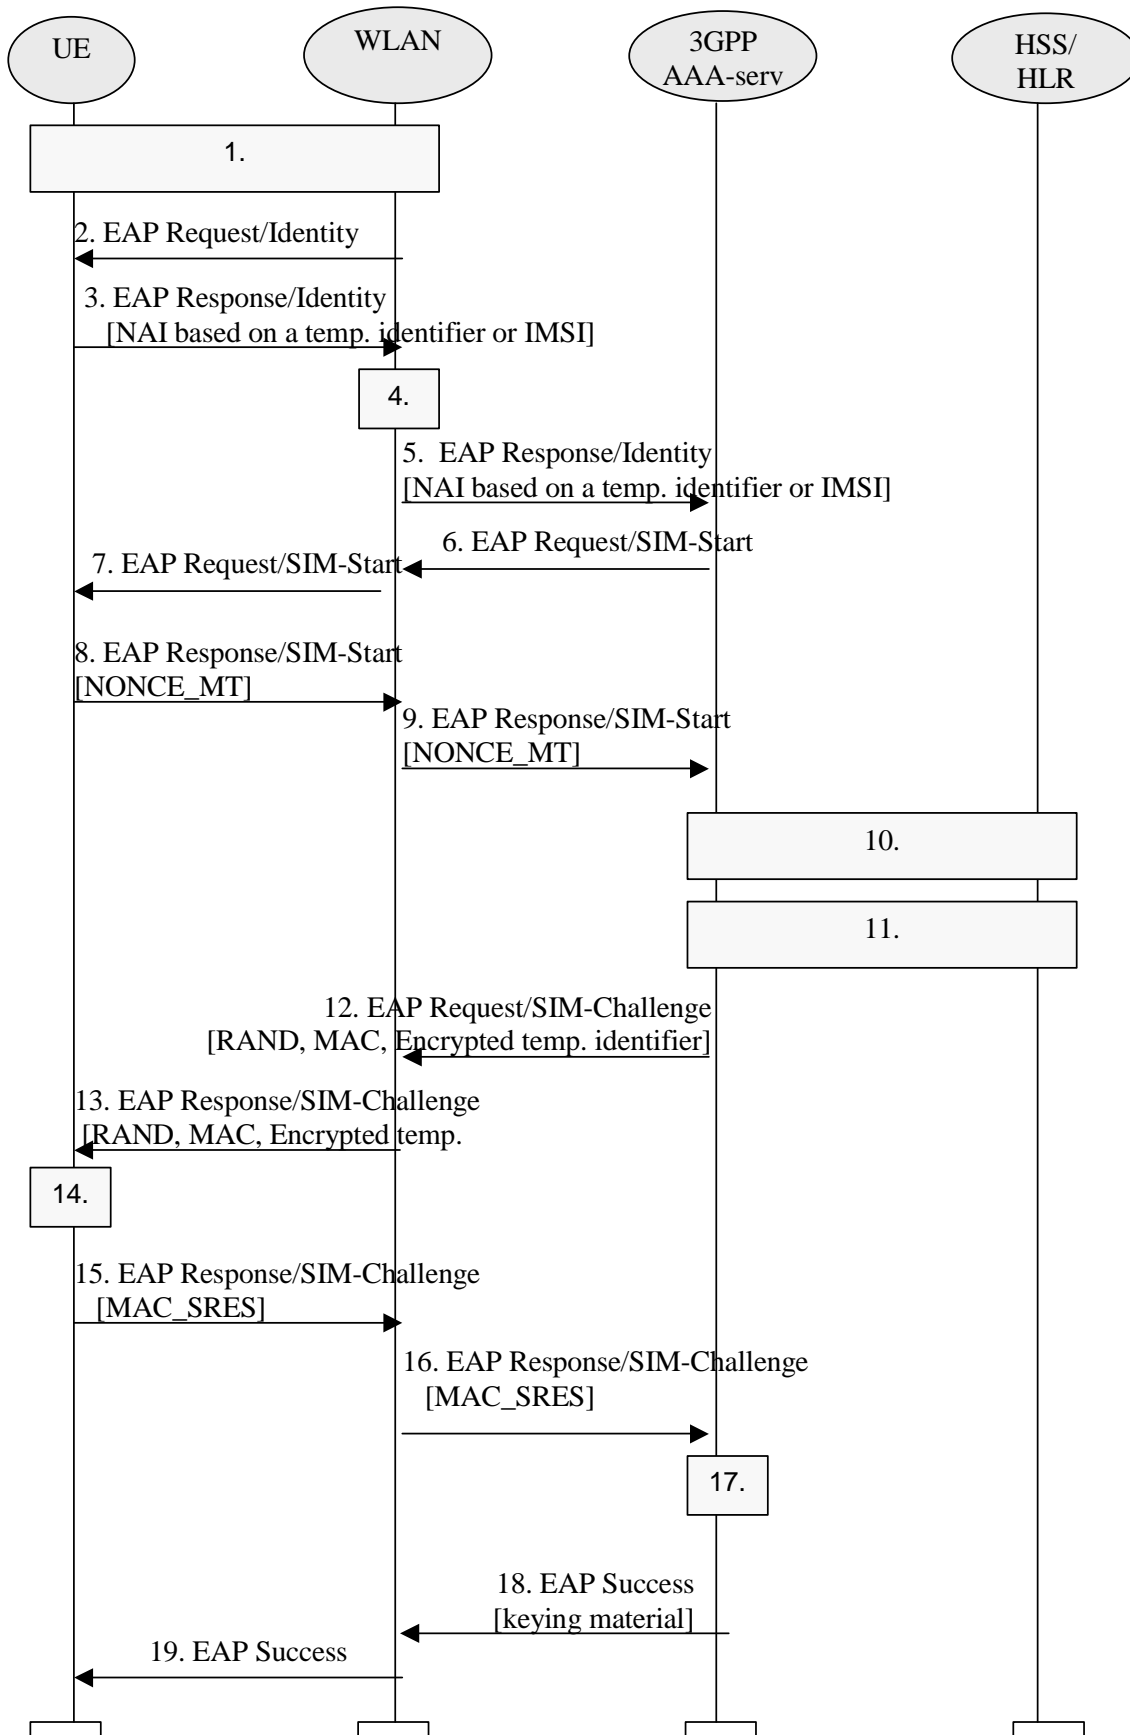 UE
WLAN
3GPP
AAA-serv
HSS/
HLR
1.
2. EAP Request/Identity
3. EAP Response/Identity
[NAI based on a temp. identifier or IMSI]
4.
5.  EAP Response/Identity
[NAI based on a temp. identifier or IMSI]
6. EAP Request/SIM-Start
7. EAP Request/SIM-Start
8. EAP Response/SIM-Start
[NONCE_MT]
9. EAP Response/SIM-Start
[NONCE_MT]
10.
11.
12. EAP Request/SIM-Challenge
[RAND, MAC, Encrypted temp. identifier]
13. EAP Response/SIM-Challenge
[RAND, MAC, Encrypted temp.
14.
15. EAP Response/SIM-Challenge
[MAC_SRES]
16. EAP Response/SIM-Challenge
[MAC_SRES]
17.
18. EAP Success
[keying material]
19. EAP Success